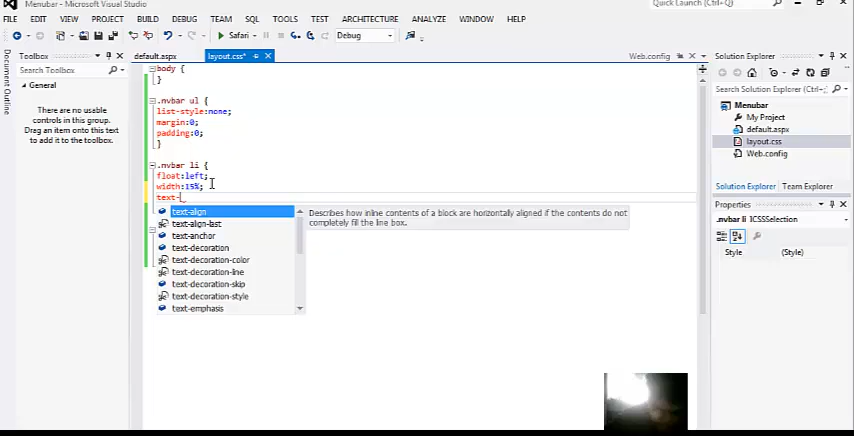 Menubar - Microsoft Visual Studio
Quick Launch (Ctrl+Q)
FILE EDIT VIEW PROJECT BUILD DEBUG TEAM SQL TOOLS TEST ARCHITECTURE ANALYZE WINDOW HELP
Safari Debug
Document Outline
Toolbox
Search Toolbox
General
There are no usable
controls in this group.
Drag an item onto this text
to add it to the toolbox.
default.aspx layout.css* Web.config
body {
}
.nvbar ul {
list-style:none;
margin:0;
padding:0;
}
.nvbar li {
float:left;
width:15%;
text-
text-align
text-align-last
text-anchor
text-decoration
text-decoration-color
text-decoration-line
text-decoration-skip
text-decoration-style
text-emphasis
Describes how inline contents of a block are horizontally aligned if the contents do not
completely fill the line box.
Solution Explorer
Search Solution Explorer (Ctrl+;)
Menubar
My Project
default.aspx
layout.css
Web.config
Solution Explorer Team Explorer
Properties
.nvbar li ICSSSelection
Style (Style)